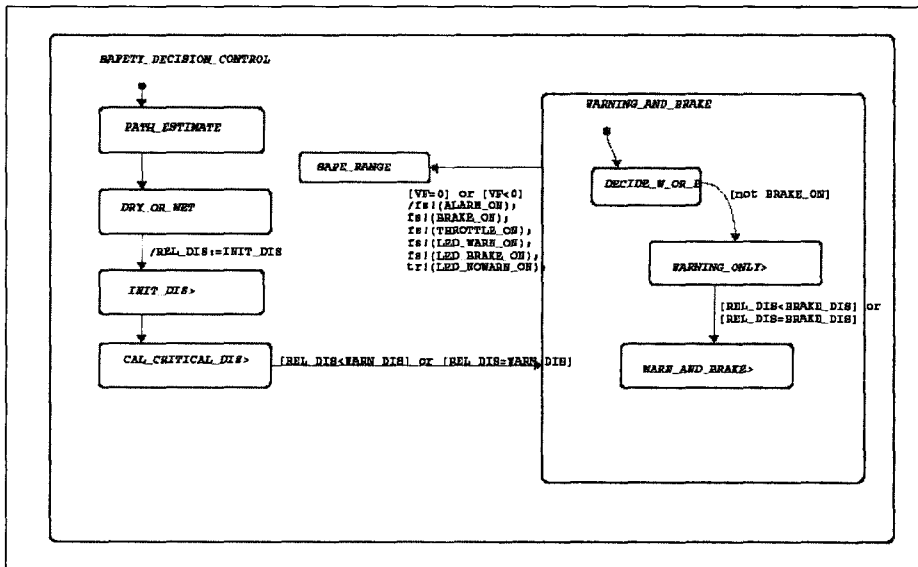 SAFETY_DECISION_CONTROL
PATH_ESTIMATE
DRY_OR_WET
/REL_DIS:=INIT_DIS
INIT_DIS>
CAL_CRITICAL_DIS>
[REL_DIS<WARN_DIS] or [REL_DIS=WARN_DIS]
SAFE_RANGE
[VF=0] or [VF<0]
/fs!(ALARM_ON);
fs!(BRAKE_ON);
fs!(THROTTLE_ON);
fs!(LED_WARN_ON);
fs!(LED_BRAKE_ON);
tr!(LED_NOWARN_ON);
WARNING_AND_BRAKE
DECIDE_W_OR_B
[not BRAKE_ON]
WARNING_ONLY>
[REL_DIS<BRAKE_DIS] or
[REL_DIS=BRAKE_DIS]
WARN_AND_BRAKE>